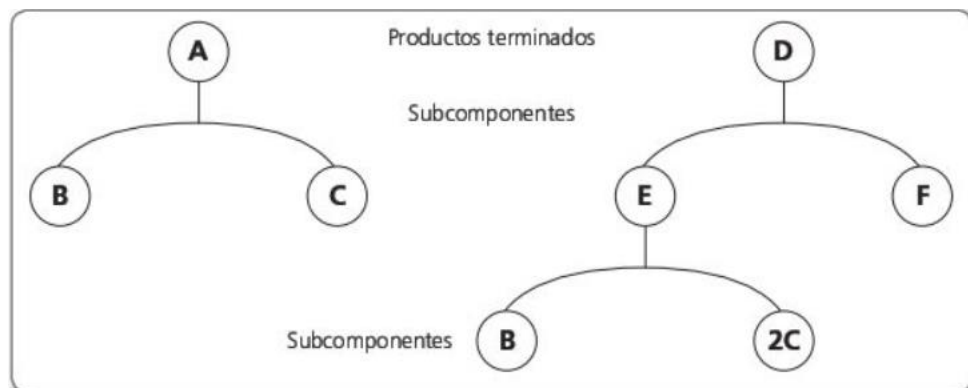 A
Productos terminados
D
Subcomponentes
B
C
E
F
Subcomponentes
B
2C